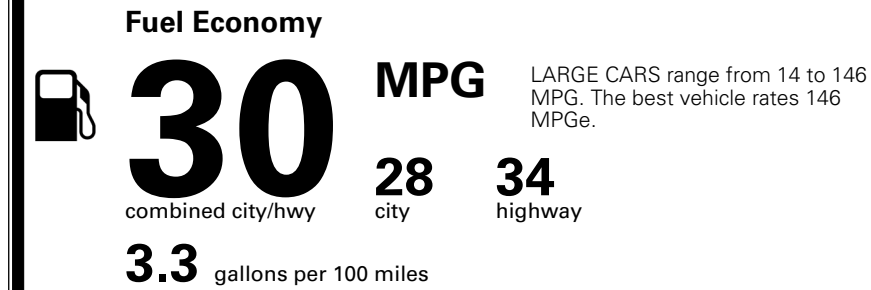 Fuel Economy
30
MPG
LARGE CARS range from 14 to 146
MPG. The best vehicle rates 146
MPGe.
combined city/hwy
28
city
34
highway
3.3 gallons per 100 miles